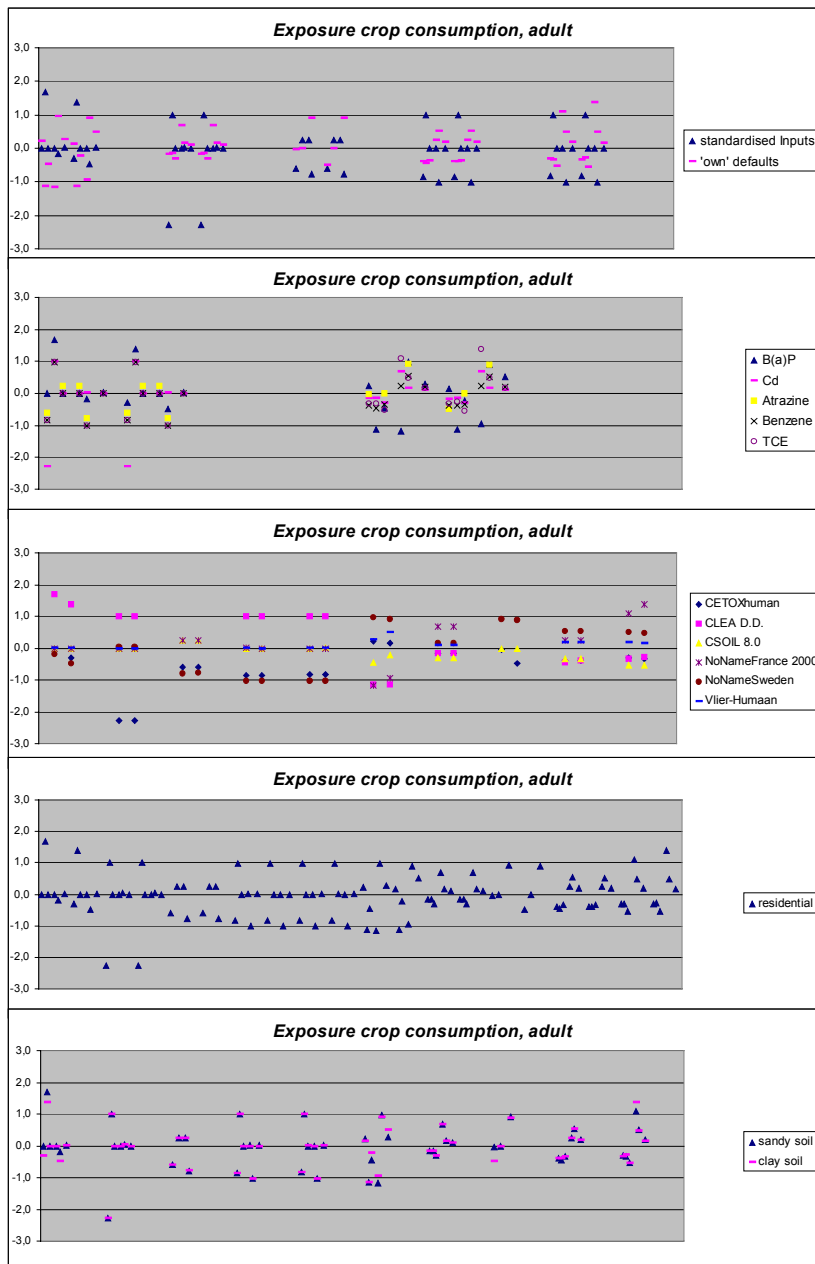 Exposure crop consumption, adult
3,0
2,0
1,0
0,0
-1,0
-2,0
-3,0
standardised Inputs
'own' defaults
Exposure crop consumption, adult
3,0
2,0
1,0
0,0
-1,0
-2,0
-3,0
B(a)P
Cd
Atrazine
Benzene
TCE
Exposure crop consumption, adult
3,0
2,0
1,0
0,0
-1,0
-2,0
-3,0
CETOXhuman
CLEA D.D.
CSOIL 8.0
NoNameFrance 2000
NoNameSweden
Vlier-Humaan
Exposure crop consumption, adult
3,0
2,0
1,0
0,0
-1,0
-2,0
-3,0
residential
Exposure crop consumption, adult
3,0
2,0
1,0
0,0
-1,0
-2,0
-3,0
sandy soil
clay soil